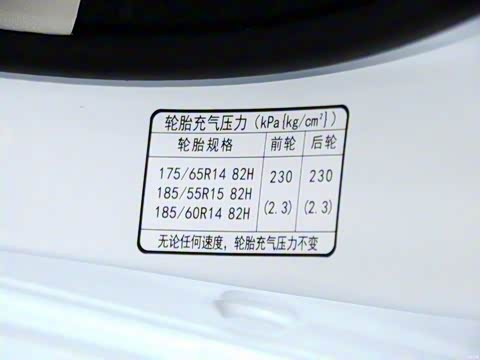 轮胎充气压力(kPa{kg/cm²})
轮胎规格 前轮 后轮
175/65R14 82H
185/55R15 82H
185/60R14 82H
230 230
(2.3) (2.3)
无论任何速度,轮胎充气压力不变